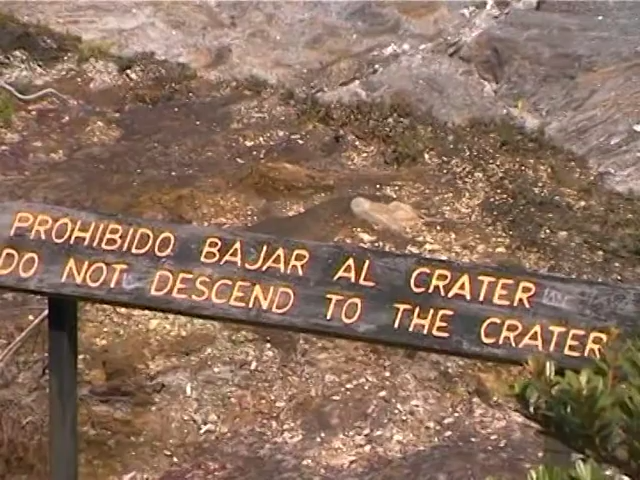 PROHIBIDO BAJAR AL CRATER
DO NOT DESCEND TO THE CRATER